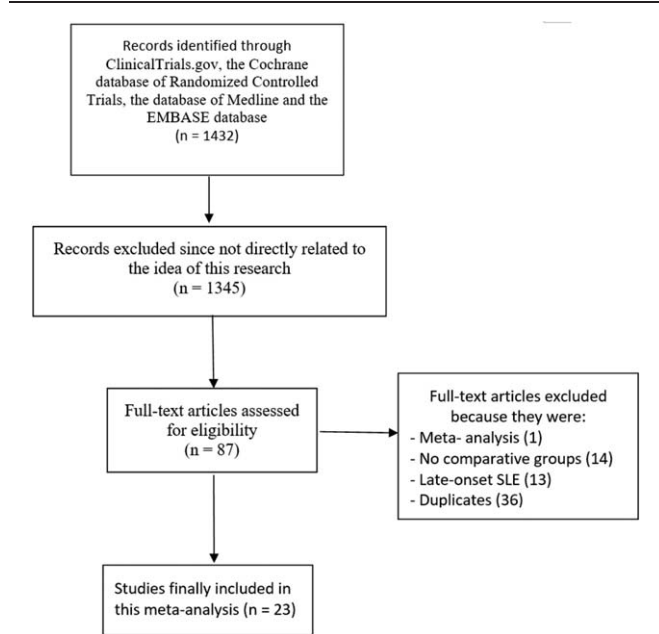 Records identified through
ClinicalTrials.gov, the Cochrane
database of Randomized Controlled
Trials, the database of Medline and the
EMBASE database
(n = 1432)
Records excluded since not directly related to
the idea of this research
(n = 1345)
Full-text articles assessed
for eligibility
(n = 87)
Full-text articles excluded
because they were:
- Meta- analysis (1)
- No comparative groups (14)
- Late-onset SLE (13)
- Duplicates (36)
Studies finally included in
this meta-analysis (n = 23)